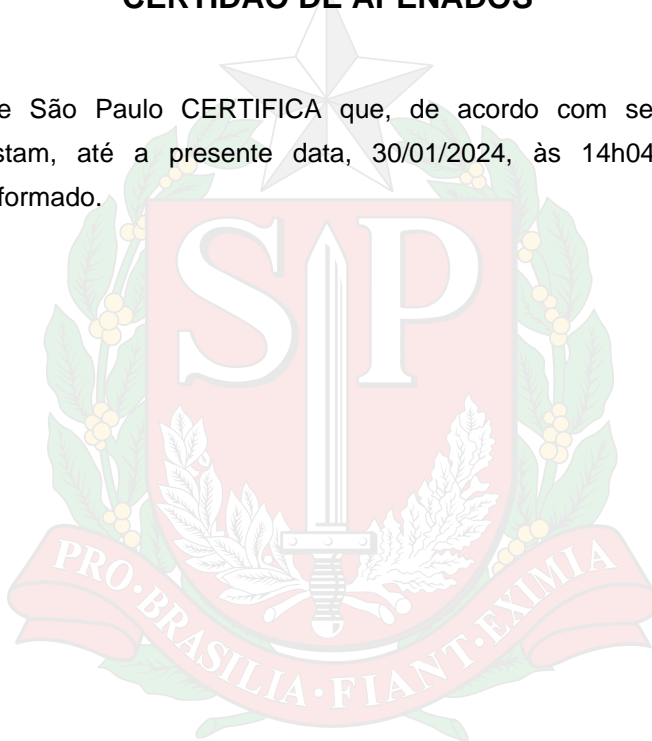 CERTIDÃO DE APENADOS
e São Paulo CERTIFICA que, de acordo com se
stam, até a presente data, 30/01/2024, às 14h04
formado.
SP
PRO·BRASILIA·FIANT·EXIMIA